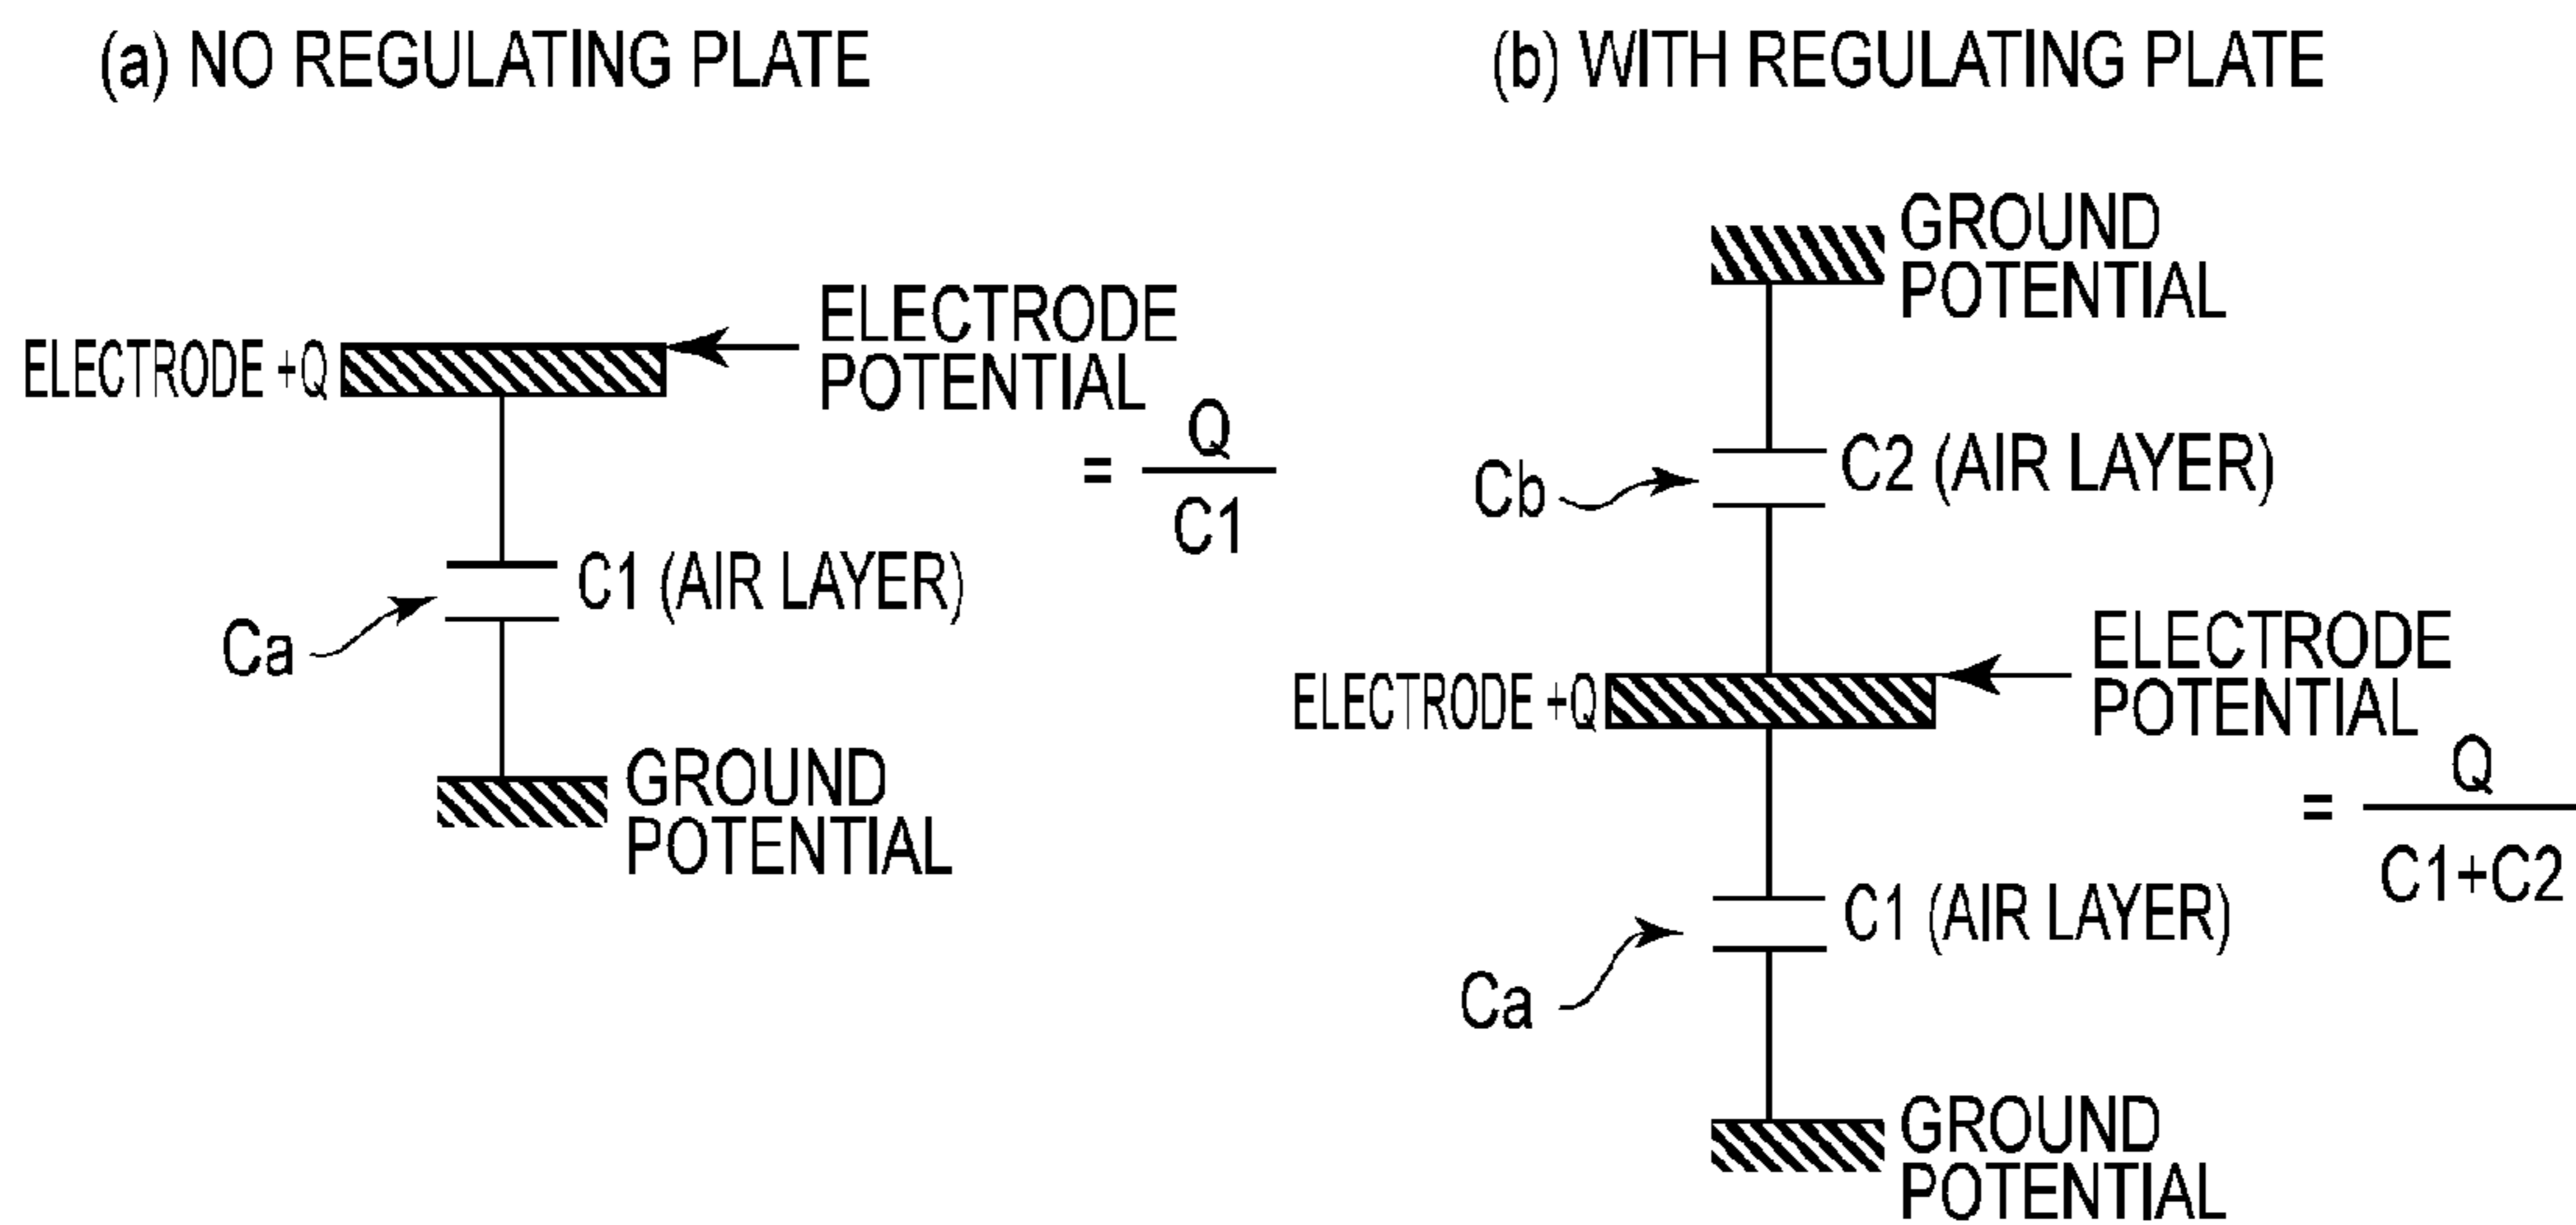 (a) NO REGULATING PLATE
ELECTRODE +Q
ELECTRODE
POTENTIAL
= Q
C1
C1 (AIR LAYER)
Ca
GROUND
POTENTIAL
(b) WITH REGULATING PLATE
GROUND
POTENTIAL
Cb
C2 (AIR LAYER)
ELECTRODE +Q
ELECTRODE
POTENTIAL
= Q
C1+C2
C1 (AIR LAYER)
Ca
GROUND
POTENTIAL